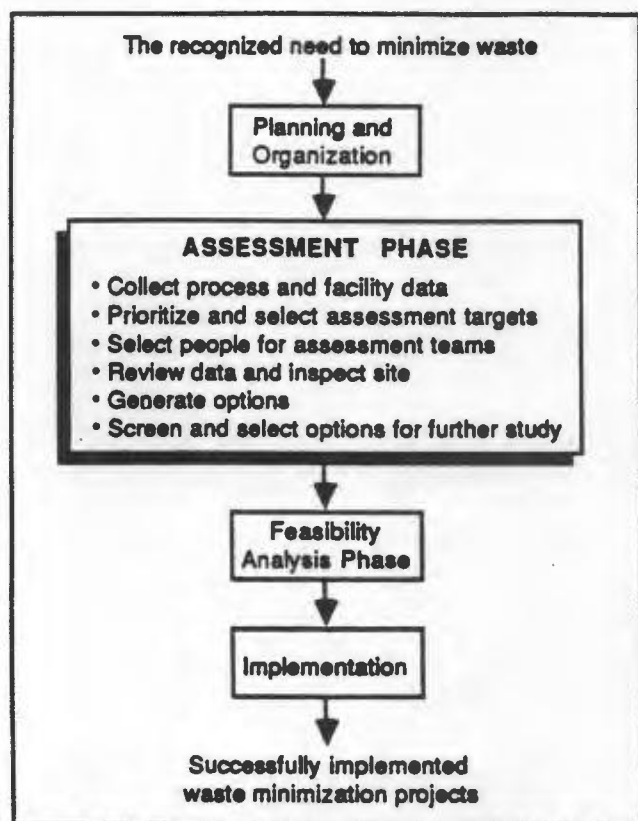 The recognized need to minimize waste
Planning and
Organization
ASSESSMENT PHASE
• Collect process and facility data
• Prioritize and select assessment targets
• Select people for assessment teams
• Review data and inspect site
• Generate options
• Screen and select options for further study
Feasibility
Analysis Phase
Implementation
Successfully implemented
waste minimization projects